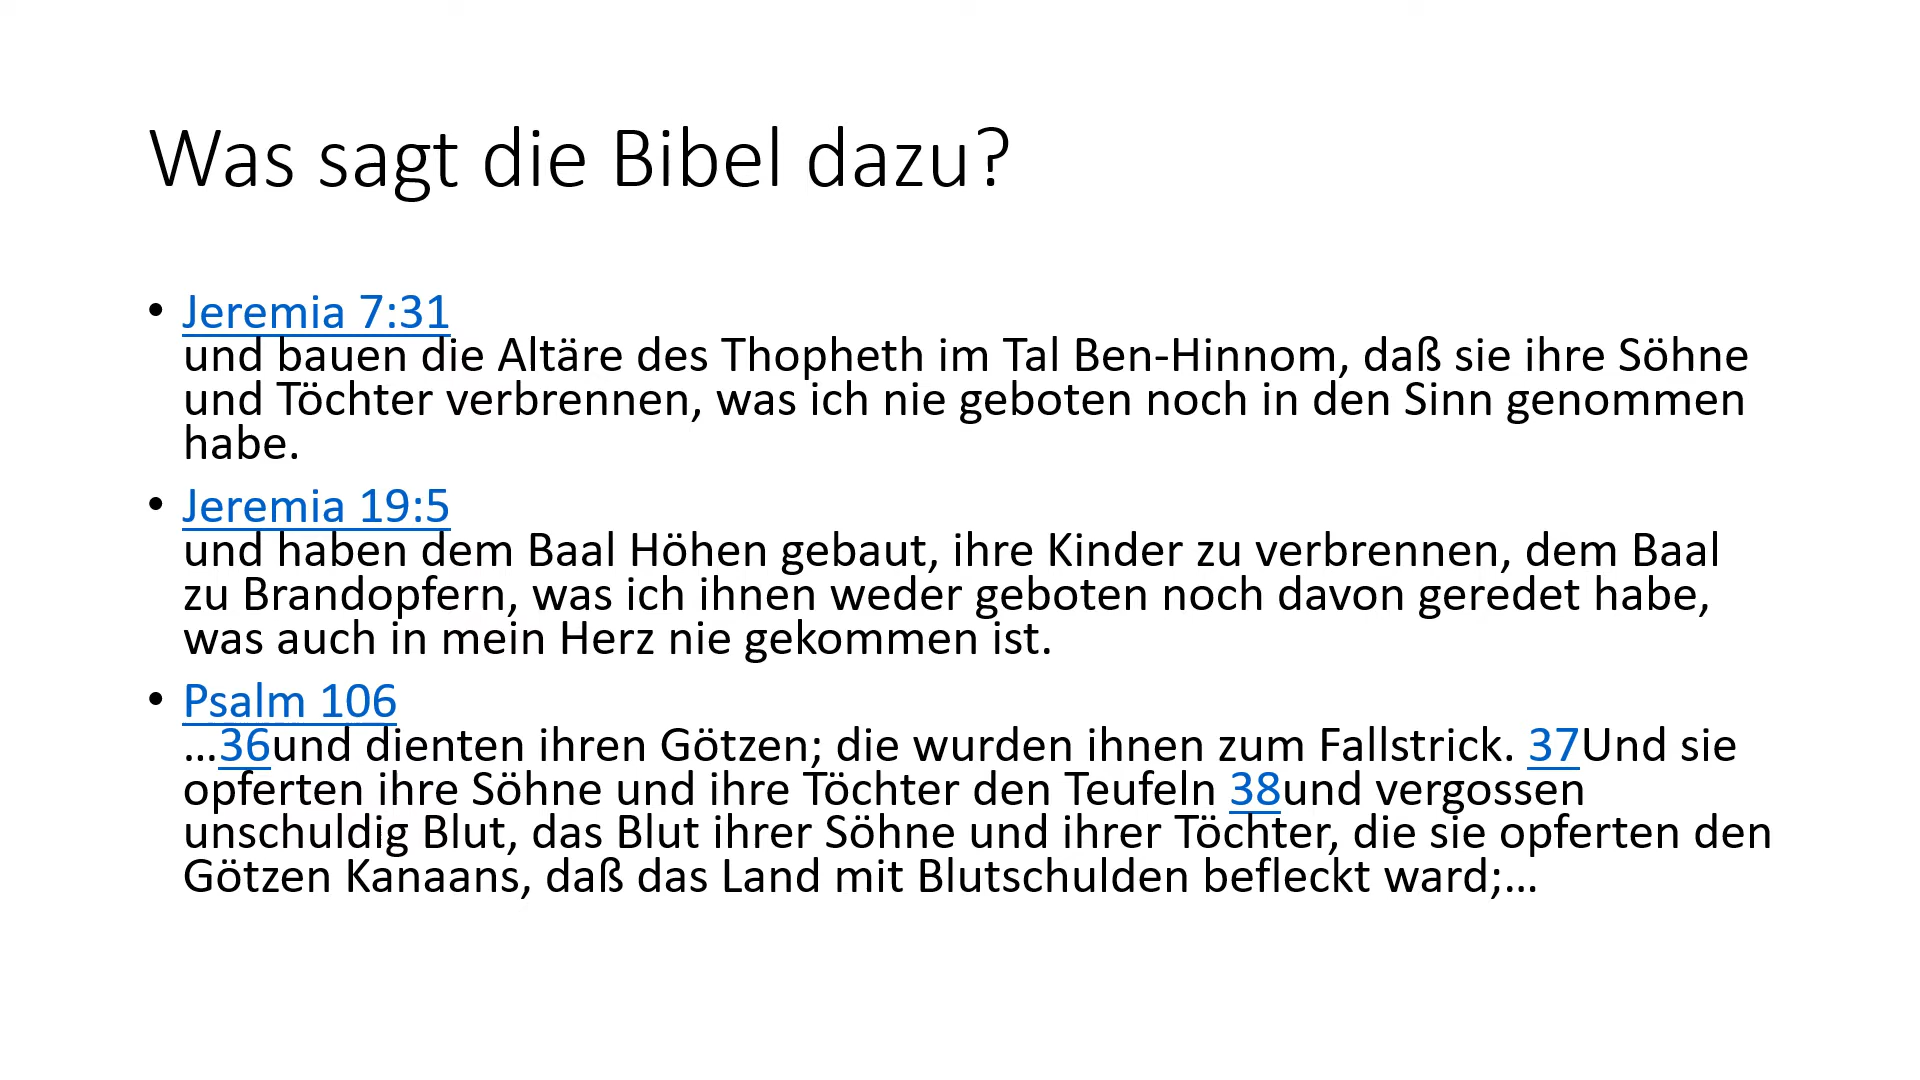 Was sagt die Bibel dazu?
• Jeremia 7:31
und bauen die Altäre des Thopheth im Tal Ben-Hinnom, daß sie ihre Söhne
und Töchter verbrennen, was ich nie geboten noch in den Sinn genommen
habe.
• Jeremia 19:5
und haben dem Baal Höhen gebaut, ihre Kinder zu verbrennen, dem Baal
zu Brandopfern, was ich ihnen weder geboten noch davon geredet habe,
was auch in mein Herz nie gekommen ist.
• Psalm 106
…36und dienten ihren Götzen; die wurden ihnen zum Fallstrick. 37Und sie
opferten ihre Söhne und ihre Töchter den Teufeln 38und vergossen
unschuldig Blut, das Blut ihrer Söhne und ihrer Töchter, die sie opferten den
Götzen Kanaans, daß das Land mit Blutschulden befleckt ward;…